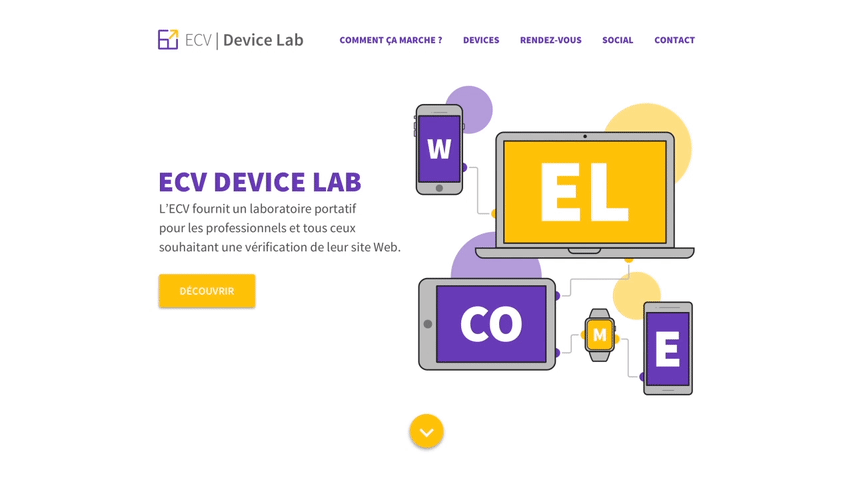 ECV | Device Lab
COMMENT ÇA MARCHE ? DEVICES RENDEZ-VOUS SOCIAL CONTACT
ECV DEVICE LAB
L'ECV fournit un laboratoire portatif
pour les professionnels et tous ceux
souhaitant une vérification de leur site Web.
DÉCOUVRIR
W
EL
CO
M
E